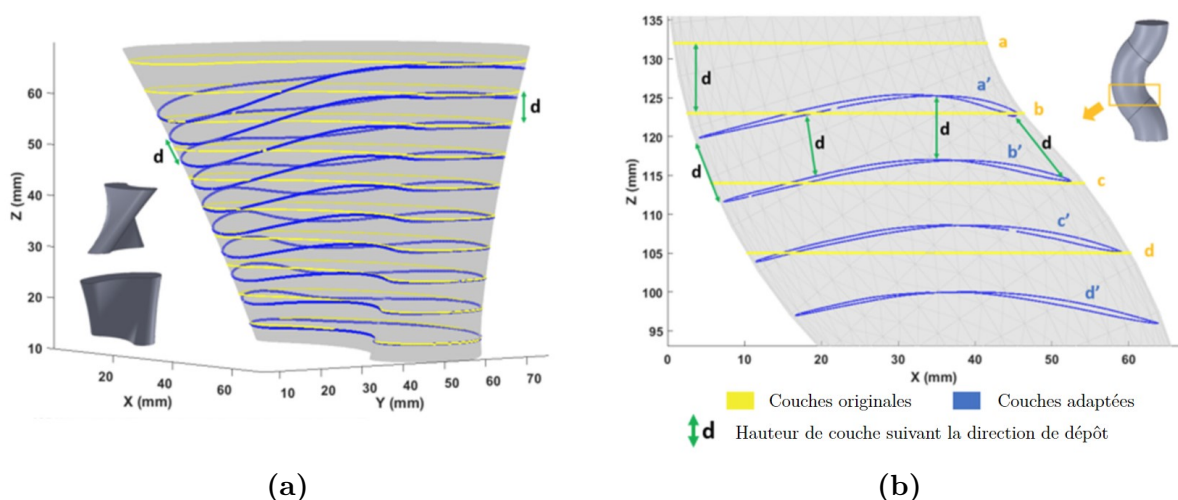 60
50
40
30
20
10
Z (mm)
d
d
20
40
60
X (mm)
10
20
30
40
50
60
70
Y (mm)
135
130
125
120
115
110
105
100
95
Z (mm)
0
10
20
30
40
50
60
X (mm)
a
b
c
d
a'
b'
c'
d'
d
d
d
d
d
Couches originales
Couches adaptées
d
Hauteur de couche suivant la direction de dépôt
(a)
(b)